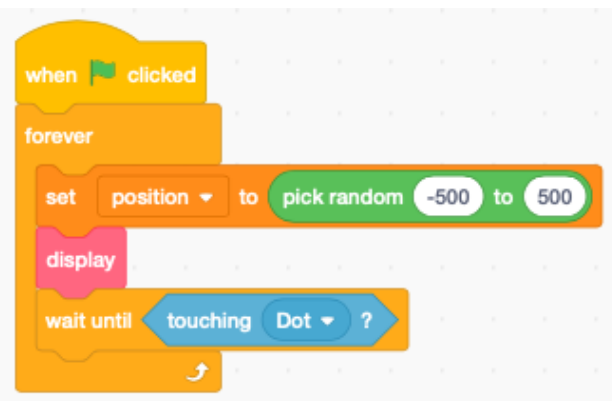 when clicked
forever
set position to pick random -500 to 500
display
wait until touching Dot ?